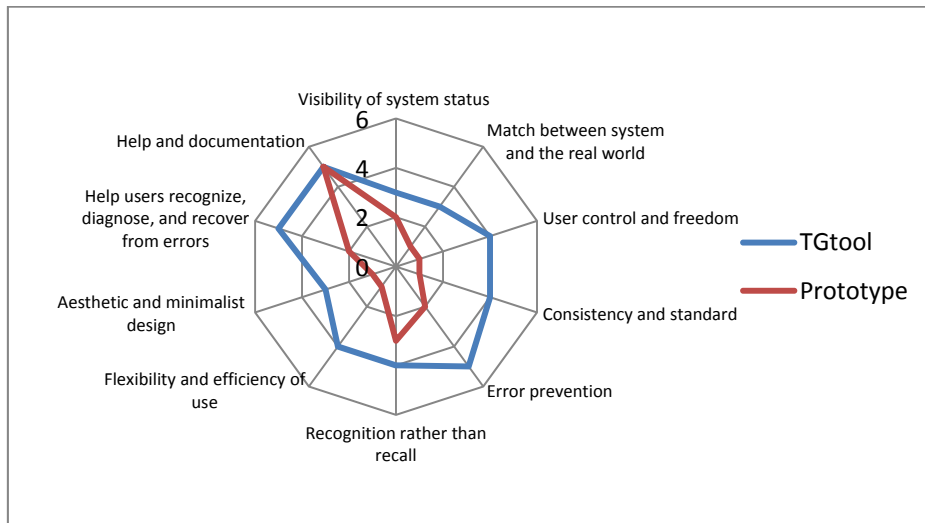 Visibility of system status
6
Help and documentation
Match between system
and the real world
4
Help users recognize,
diagnose, and recover
from errors
2
User control and freedom
TGtool
0
Prototype
Aesthetic and minimalist
design
Consistency and standard
Flexibility and efficiency of
use
Error prevention
Recognition rather than
recall